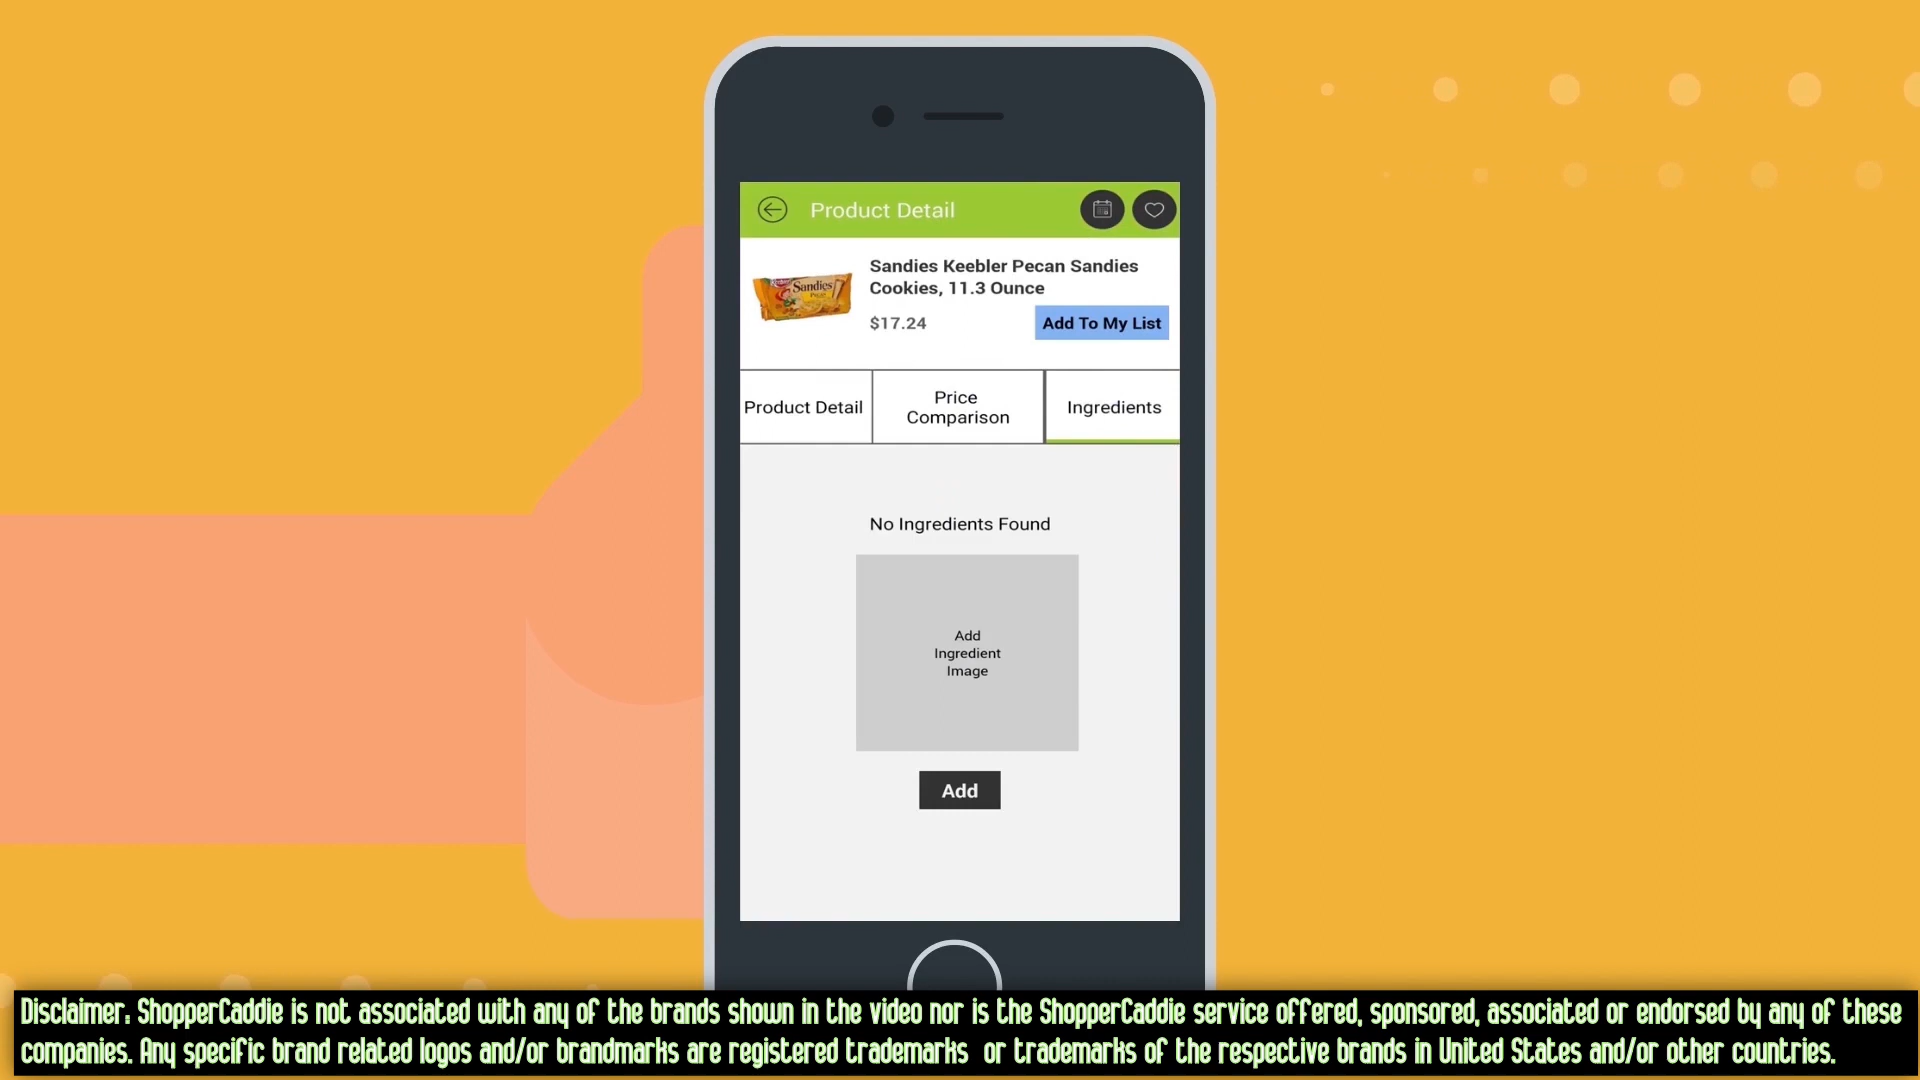 Product Detail
Sandies Keebler Pecan Sandies
Cookies, 11.3 Ounce
$17.24
Add To My List
Product Detail
Price
Comparison
Ingredients
No Ingredients Found
Add
Ingredient
Image
Add
Sandies
Disclaimer: ShopperCaddie is not associated with any of the brands shown in the video nor is the ShopperCaddie service offered, sponsored, associated or endorsed by any of these
companies. Any specific brand related logos and/or brandmarks are registered trademarks or trademarks of the respective brands in United States and/or other countries.